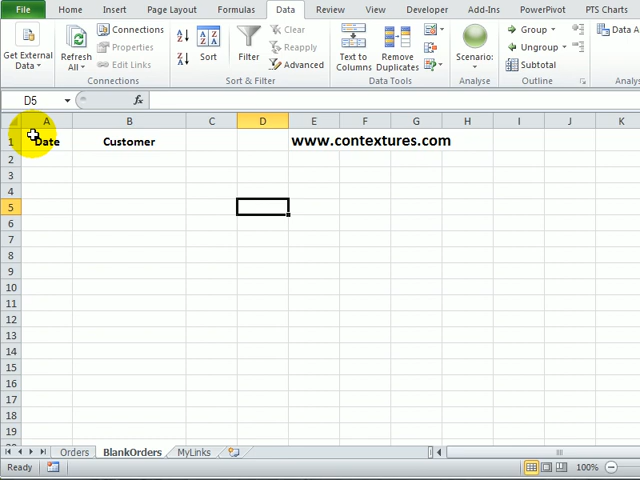 File Home Insert Page Layout Formulas Data Review View Developer Add-Ins PowerPivot PTS Charts
Get External Data
Refresh All
Connections
Properties
Edit Links
Connections
Sort
Filter
Clear
Reapply
Advanced
Sort & Filter
Text to Columns
Remove Duplicates
Data Tools
Scenario:
Analyse
Group
Ungroup
Subtotal
Outline
Data A
Analys
D5 fx
A B C D E F G H I J K
1 Date Customer www.contextures.com
2
3
4
5
6
7
8
9
10
11
12
13
14
15
16
17
18
Orders BlankOrders MyLinks
Ready 100%